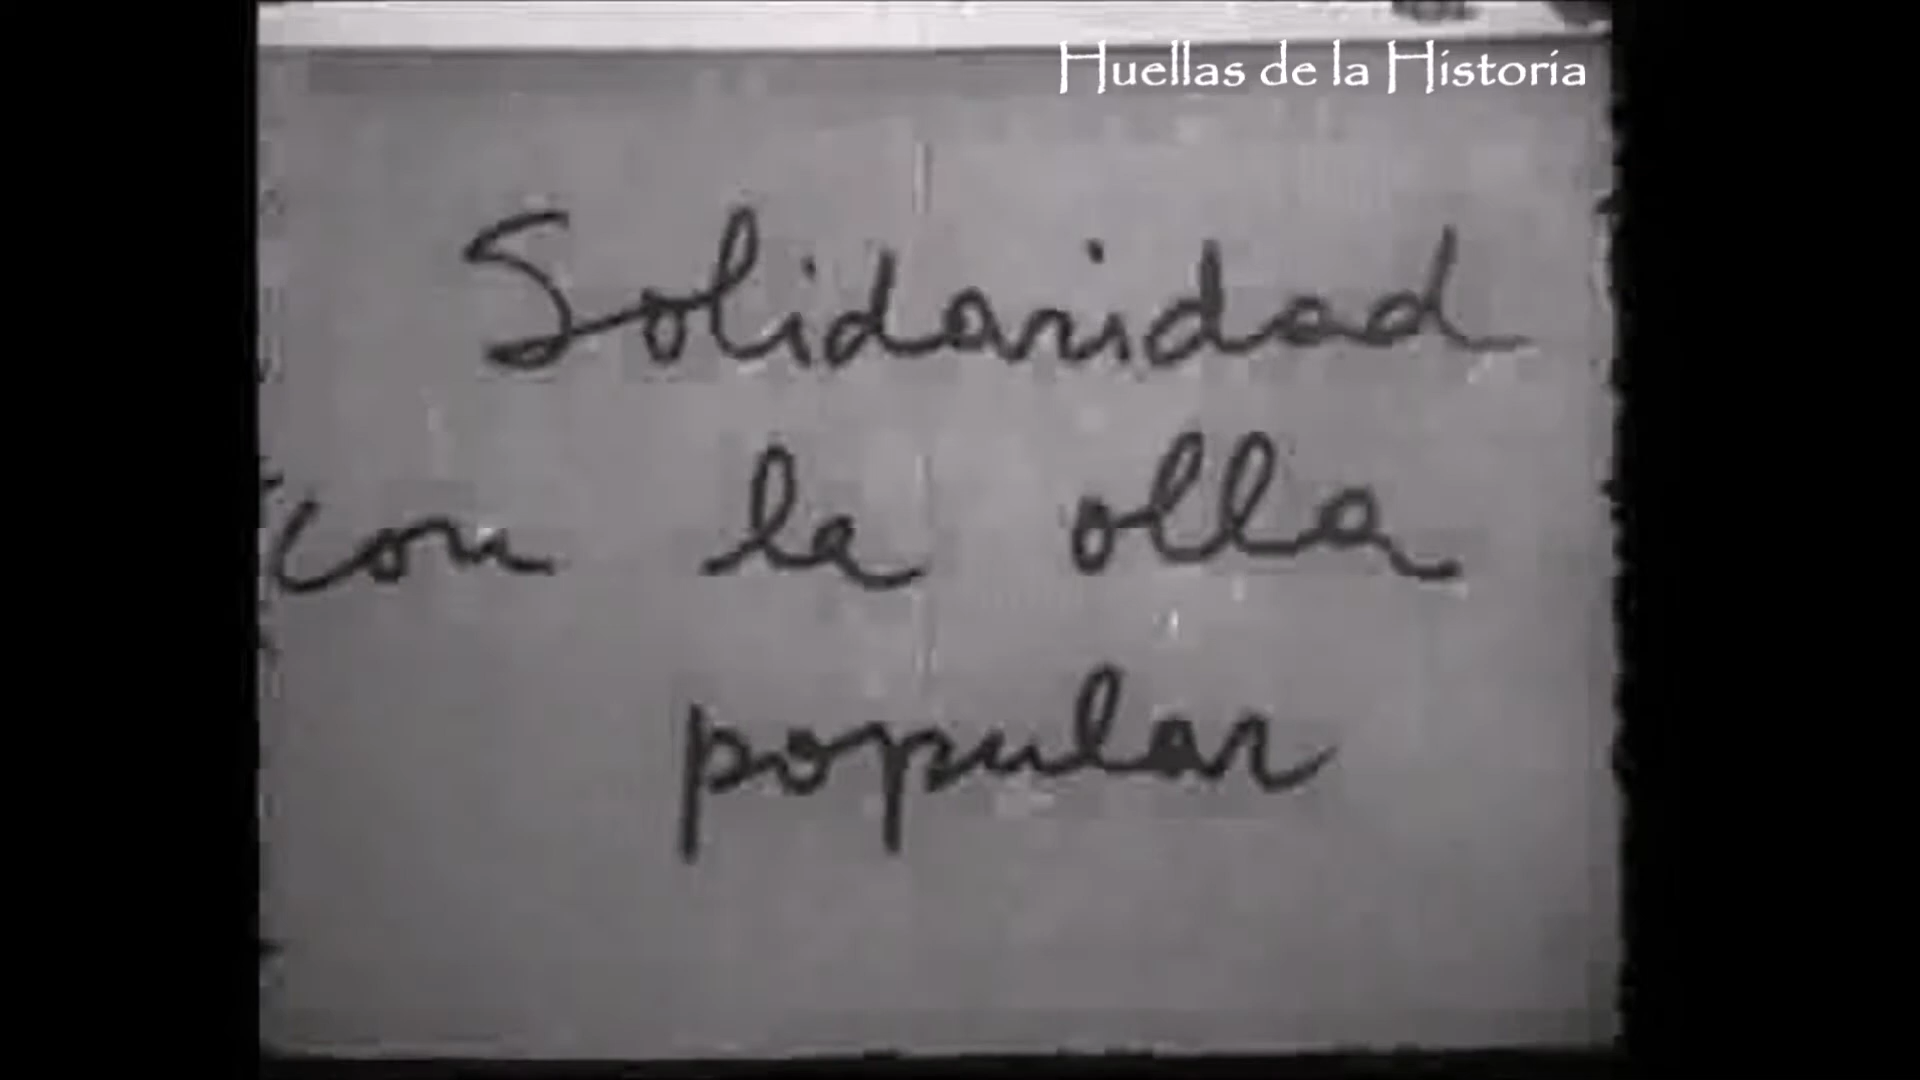 Huellas de la Historia
Solidaridad
con la olla
popular